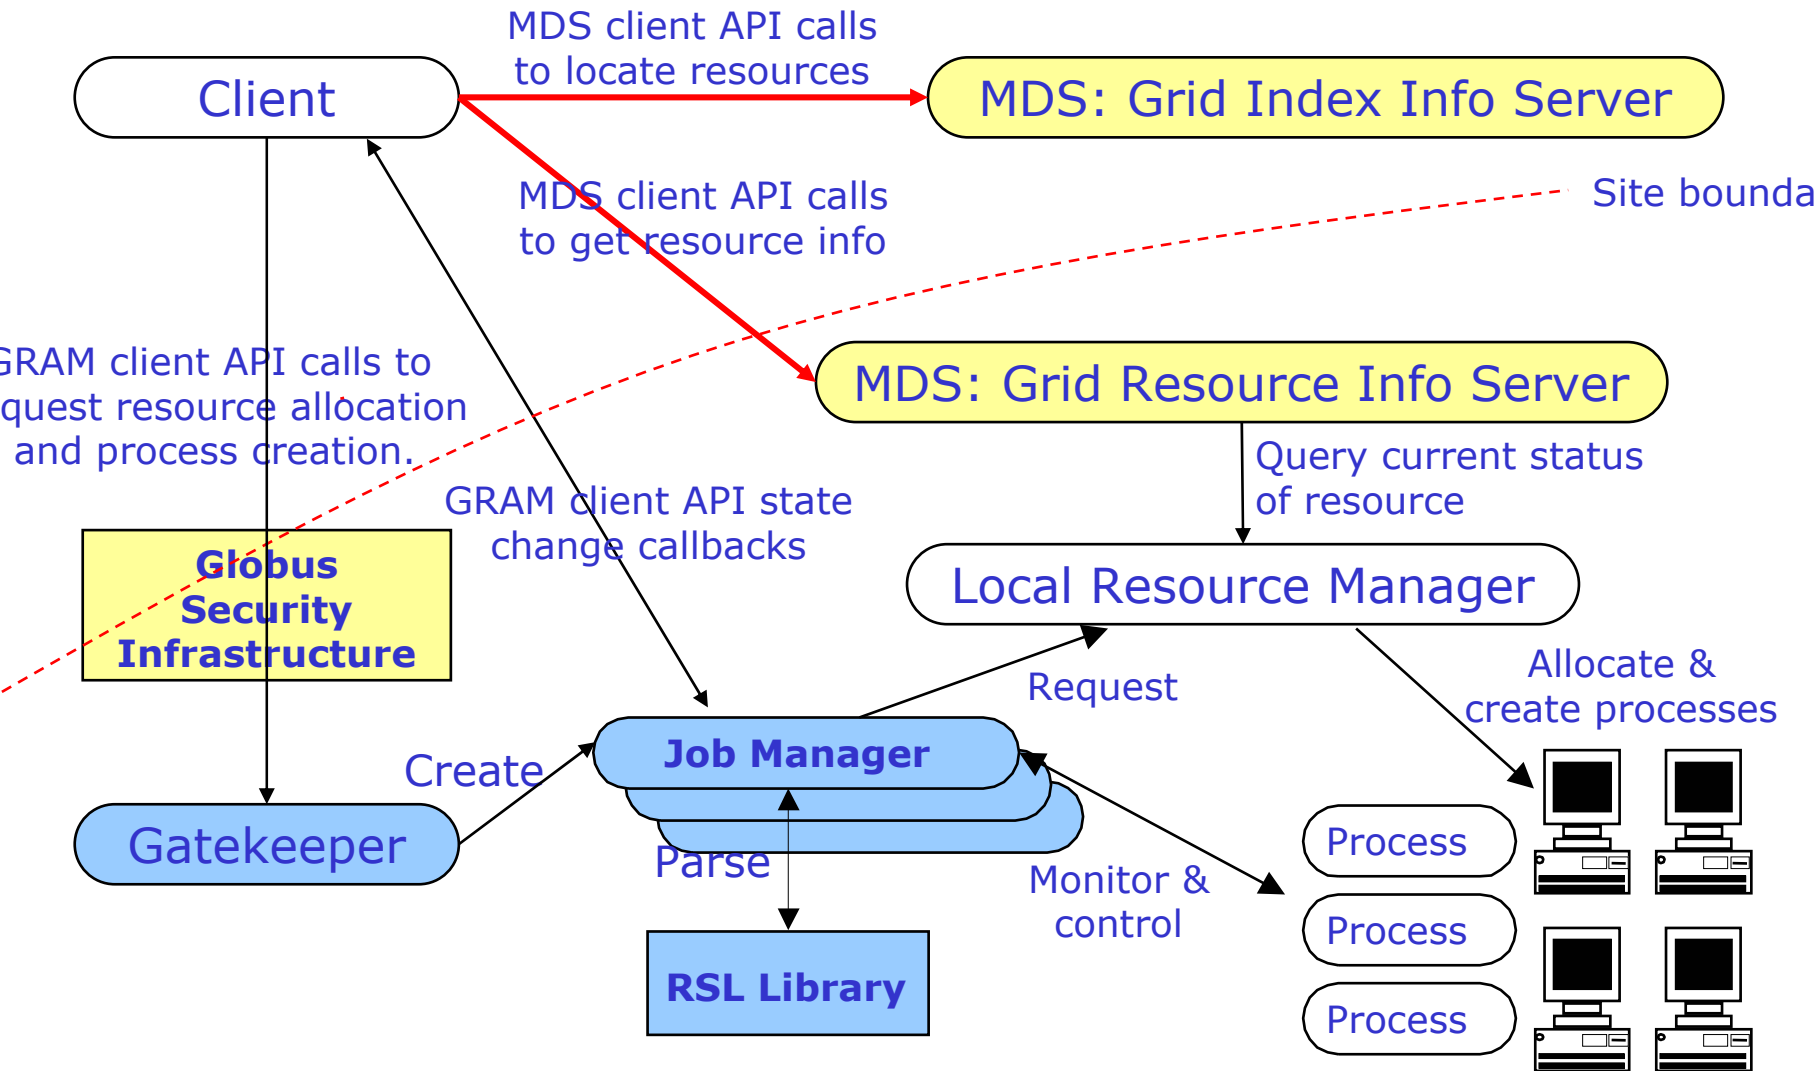 MDS client API calls
to locate resources
Client
MDS: Grid Index Info Server
MDS client API calls
to get resource info
Site bounda
GRAM client API calls to
quest resource allocation
and process creation.
MDS: Grid Resource Info Server
Query current status
of resource
GRAM client API state
change callbacks
Globus
Security
Infrastructure
Local Resource Manager
Request
Allocate &
create processes
Create
Job Manager
Gatekeeper
Parse
Monitor &
control
RSL Library
Process
Process
Process